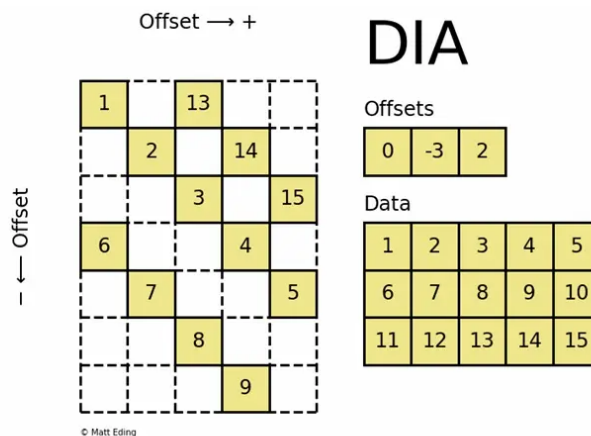 Offset ⟶ +
DIA
1 13
Offsets
2 14
0 -3 2
3 15
Data
− ⟵ Offset
6 4
1 2 3 4 5
7 5
6 7 8 9 10
8
11 12 13 14 15
9
© Matt Eding